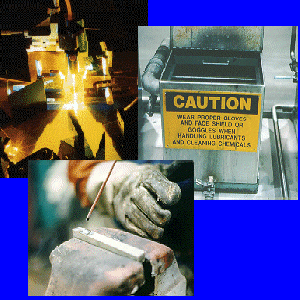 CAUTION
WEAR PROPER GLOVES
AND FACE SHIELD OR
GOGGLES WHEN
HANDLING LUBRICANTS
AND CLEANING CHEMICALS